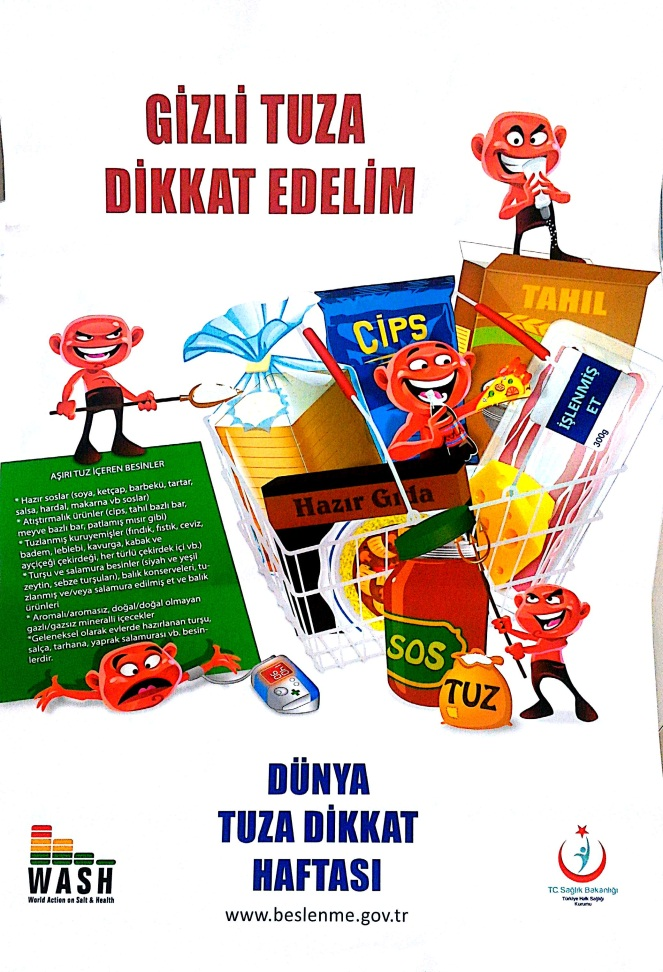 GİZLİ TUZA
DİKKAT EDELİM
CİPS
TAHIL
İŞLENMİŞ
ET
300g
Hazır Gıda
AŞIRI TUZ İÇEREN BESİNLER
* Hazır soslar (soya, ketçap, barbekü, tartar,
salsa, hardal, makarna vb soslar)
* Atıştırmalık ürünler (cips, tahıl bazlı bar,
meyve bazlı bar, patlamış mısır gibi)
* Tuzlanmış kuruyemişler (fındık, fıstık, ceviz,
badem, leblebi, kavurga, kabak ve
ayçiçeği çekirdeği, her türlü çekirdek içi vb.)
* Turşu ve salamura besinler (siyah ve yeşil
zeytin, sebze turşuları), balık konserveleri, tu-
zlanmış ve/veya salamura edilmiş et ve balık
ürünleri
* Aromalı/aromasız, doğal/doğal olmayan
gazlı/gazsız mineralli içecekler
*Geleneksel olarak evlerde hazırlanan turşu,
salça, tarhana, yaprak salamurası vb. besin-
lerdir.
SOS
TUZ
DÜNYA
TUZA DİKKAT
HAFTASI
www.beslenme.gov.tr
WASH
World Action on Salt & Health
TC Sağlık Bakanlığı
Türkiye Halk Sağlığı
Kurumu